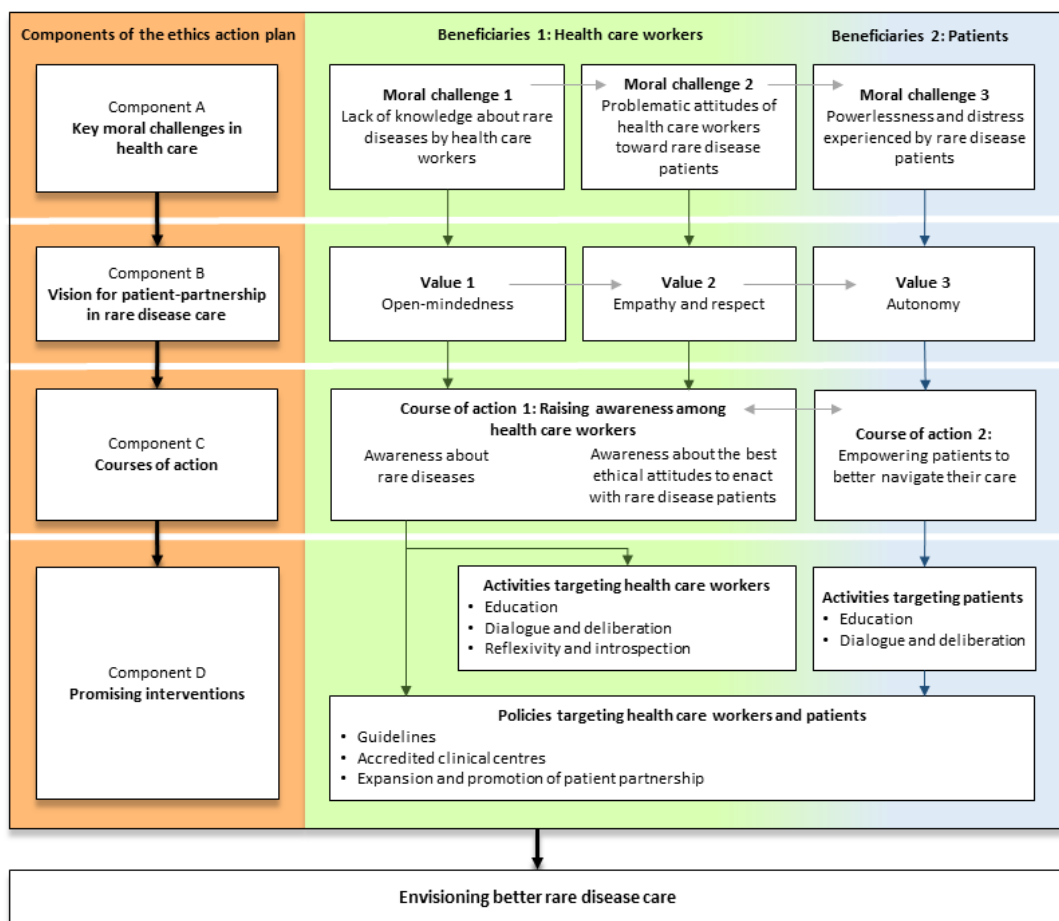 Components of the ethics action plan
Beneficiaries 1: Health care workers
Beneficiaries 2: Patients
Component A
Key moral challenges in
health care
Moral challenge 1
Lack of knowledge about rare
diseases by health care
workers
Moral challenge 2
Problematic attitudes of
health care workers
toward rare disease
patients
Moral challenge 3
Powerlessness and distress
experienced by rare disease
patients
Component B
Vision for patient-partnership
in rare disease care
Value 1
Open-mindedness
Value 2
Empathy and respect
Value 3
Autonomy
Component C
Courses of action
Course of action 1: Raising awareness among
health care workers
Awareness about
rare diseases
Awareness about the best
ethical attitudes to enact
with rare disease patients
Course of action 2:
Empowering patients to
better navigate their care
Component D
Promising interventions
Activities targeting health care workers
• Education
• Dialogue and deliberation
• Reflexivity and introspection
Activities targeting patients
• Education
• Dialogue and deliberation
Policies targeting health care workers and patients
• Guidelines
• Accredited clinical centres
• Expansion and promotion of patient partnership
Envisioning better rare disease care